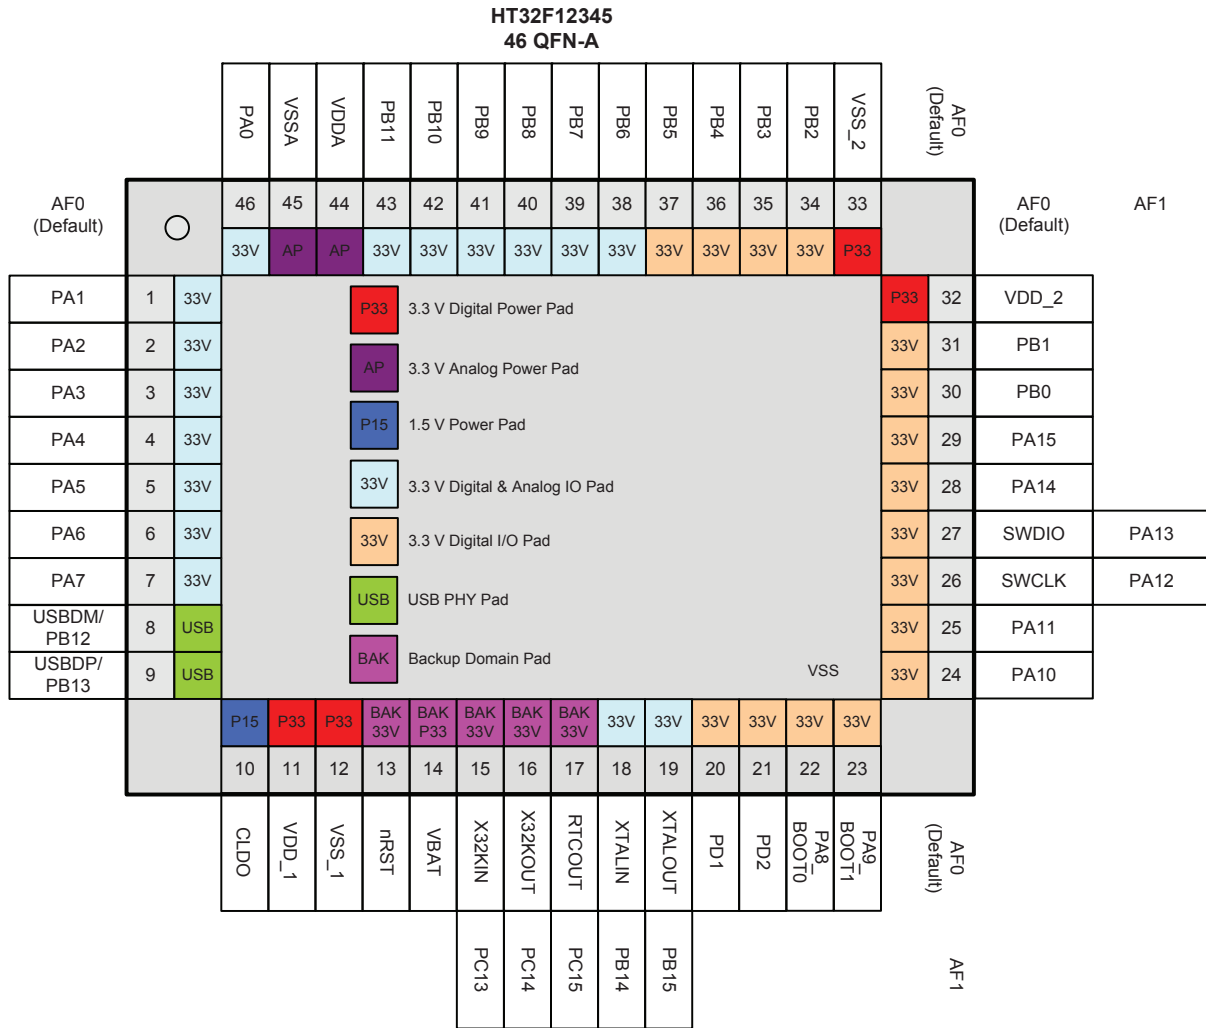 HT32F12345
46 QFN-A
PA0 VSSA VDDA PB11 PB10 PB9 PB8 PB7 PB6 PB5 PB4 PB3 PB2 VSS_2 AF0
(Default)
AF0
(Default)
46 45 44 43 42 41 40 39 38 37 36 35 34 33
AF0
(Default)
AF1
33V AP AP 33V 33V 33V 33V 33V 33V 33V 33V 33V 33V P33
PA1 1 33V
PA2 2 33V
PA3 3 33V
PA4 4 33V
PA5 5 33V
PA6 6 33V
PA7 7 33V
USBDM/
PB12
8 USB
USBDP/
PB13
9 USB
P33 3.3 V Digital Power Pad
AP 3.3 V Analog Power Pad
P15 1.5 V Power Pad
33V 3.3 V Digital & Analog IO Pad
33V 3.3 V Digital I/O Pad
USB USB PHY Pad
BAK Backup Domain Pad
VSS
P33 32 VDD_2
33V 31 PB1
33V 30 PB0
33V 29 PA15
33V 28 PA14
33V 27 SWDIO PA13
33V 26 SWCLK PA12
33V 25 PA11
33V 24 PA10
P15 P33 P33 BAK 33V BAK P33 BAK 33V BAK 33V BAK 33V 33V 33V 33V 33V 33V 33V
10 11 12 13 14 15 16 17 18 19 20 21 22 23
CLDO VDD_1 VSS_1 nRST VBAT X32KIN X32KOUT RTCOUT XTALIN XTALOUT PD1 PD2 PA8_BOOT0 PA9_BOOT1 AF0
(Default)
PC13 PC14 PC15 PB14 PB15 AF1